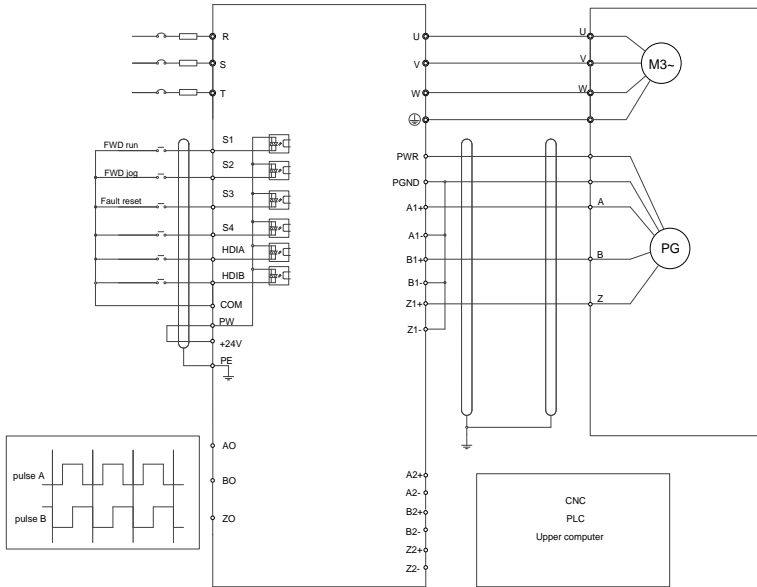 R
S
T
U
V
W
U
V
W
M3~
FWD run
S1
FWD jog
S2
Fault reset
S3
S4
HDIA
HDIB
COM
PW
+24V
PE
PWR
PGND
A1+
A
A1-
B1+
B
B1-
Z1+
Z
Z1-
PG
pulse A
pulse B
AO
BO
ZO
A2+
A2-
B2+
B2-
Z2+
Z2-
CNC
PLC
Upper computer